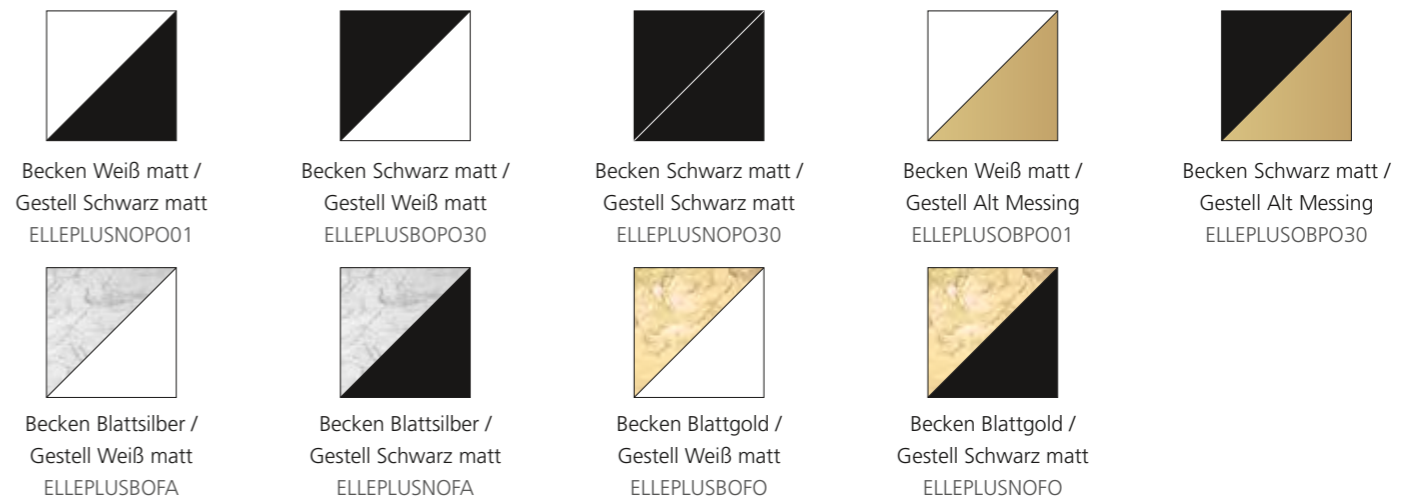 Becken Weiß matt /
Gestell Schwarz matt
ELLEPLUSNOPO01
Becken Schwarz matt /
Gestell Weiß matt
ELLEPLUSBOPO30
Becken Schwarz matt /
Gestell Schwarz matt
ELLEPLUSNOPO30
Becken Weiß matt /
Gestell Alt Messing
ELLEPLUSOBPO01
Becken Schwarz matt /
Gestell Alt Messing
ELLEPLUSOBPO30
Becken Blattsilber /
Gestell Weiß matt
ELLEPLUSBOFA
Becken Blattsilber /
Gestell Schwarz matt
ELLEPLUSNOFA
Becken Blattgold /
Gestell Weiß matt
ELLEPLUSBOFO
Becken Blattgold /
Gestell Schwarz matt
ELLEPLUSNOFO